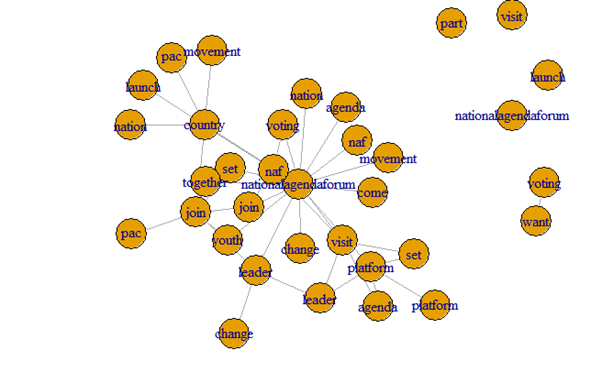 part
visit
pac
movement
launch
launch
nation
agenda
nationalagendaforum
nation
country
voting
naf
movement
set
naf
together
nationalagendaforum
come
voting
join
join
want
pac
youth
change
visit
set
leader
platform
leader
agenda
platform
change